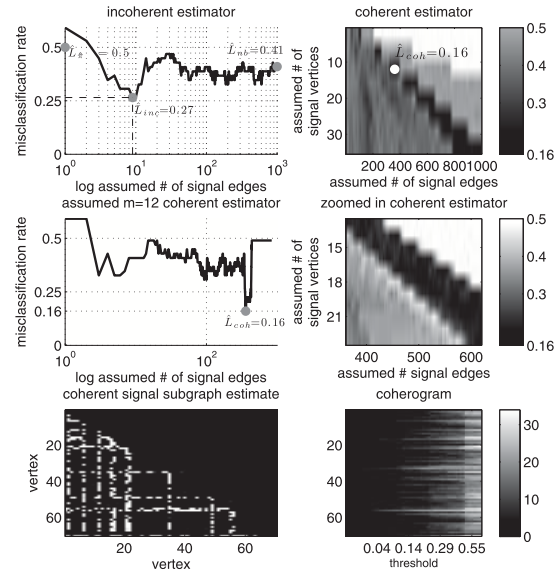 incoherent estimator
misclassification rate
0.5
0.25
0
10^0
10^1
10^2
10^3
= 0.5
L̂_nb=0.41
L̂_inc=0.27
log assumed # of signal edges
coherent estimator
assumed # of
signal vertices
10
20
30
200 400 600 800 1000
L̂_coh=0.16
assumed # of signal edges
0.5
0.4
0.3
0.2
0.16
assumed m=12 coherent estimator
misclassification rate
0.5
0.25
0.16
0
10^0
10^2
L̂_coh=0.16
log assumed # of signal edges
zoomed in coherent estimator
assumed # of
signal vertices
13
18
21
400 500 600
assumed # signal edges
0.5
0.4
0.3
0.2
0.16
coherent signal subgraph estimate
vertex
20
40
60
20 40 60
vertex
coherogram
20
40
60
0.04 0.14 0.29 0.55
threshold
30
20
10
0